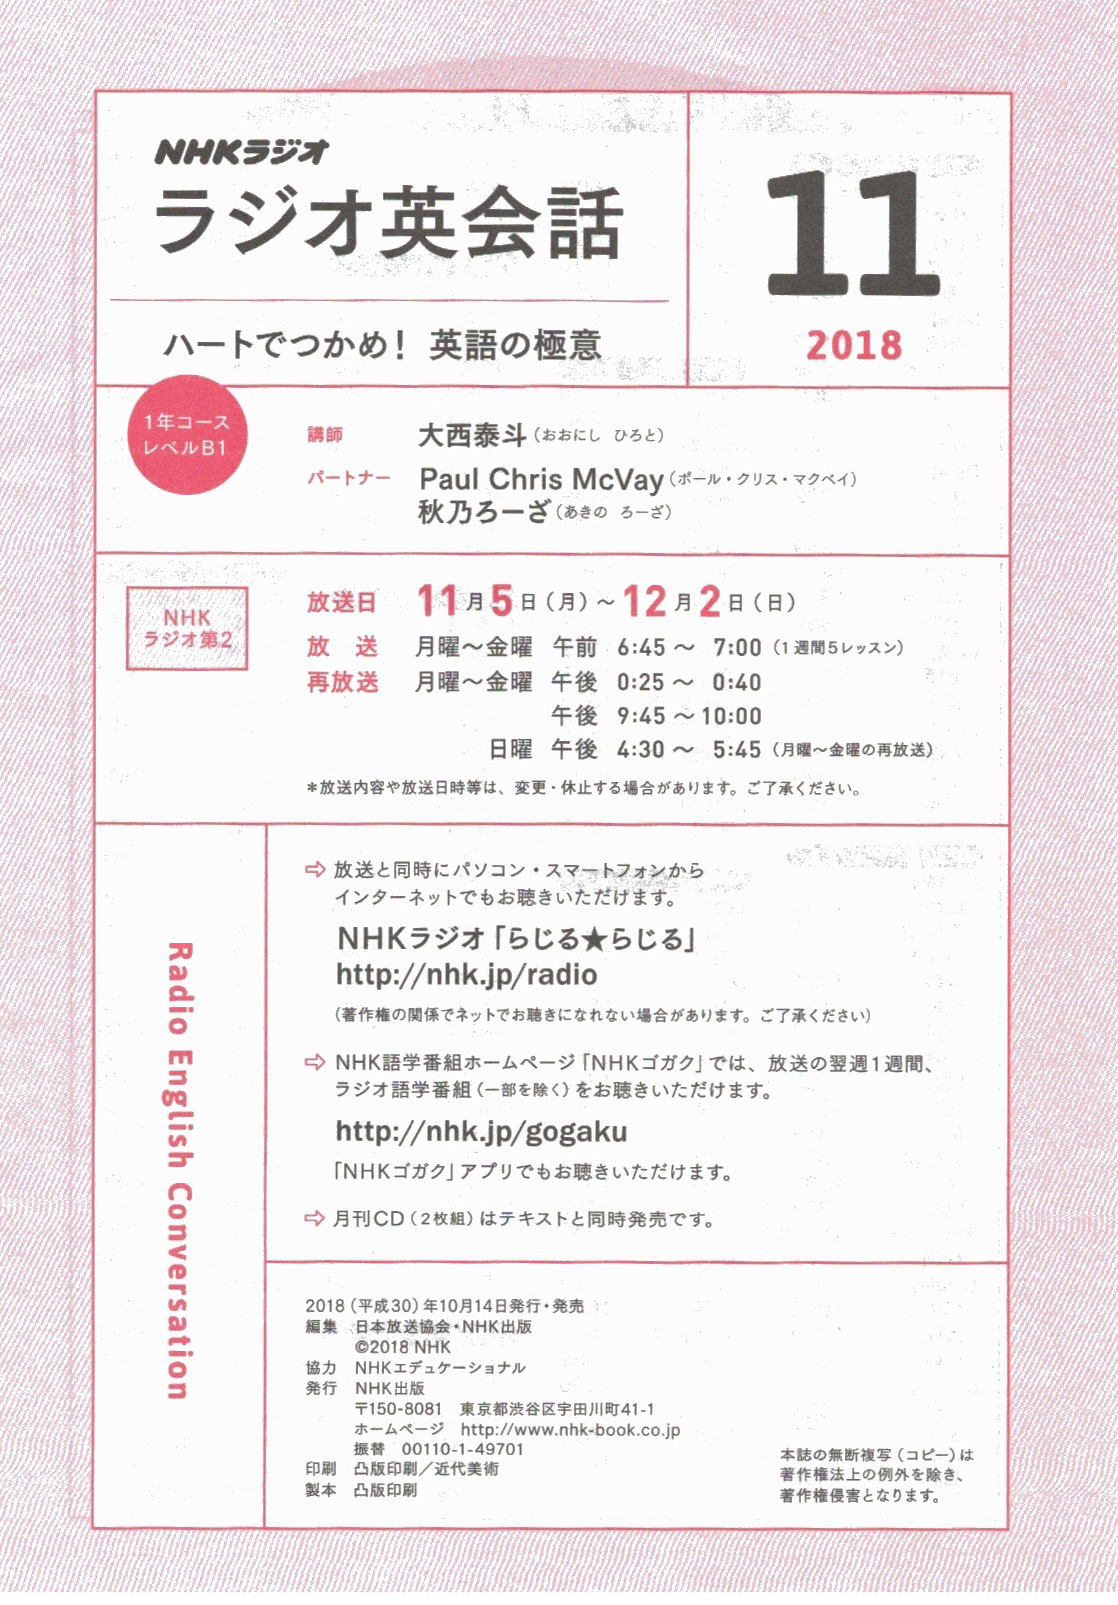 NHKラジオ
ラジオ英会話
ハートでつかめ! 英語の極意
11
2018
1年コース
レベルB1
講師 大西泰斗(おおにし ひろと)
パートナー Paul Chris McVay(ポール・クリス・マクベイ)
秋乃ろーざ(あきの ろーざ)
NHK
ラジオ第2
放送日 11月5日(月)~12月2日(日)
放 送 月曜~金曜 午前 6:45 ~ 7:00(1週間5レッスン)
再放送 月曜~金曜 午後 0:25 ~ 0:40
午後 9:45 ~ 10:00
日曜 午後 4:30 ~ 5:45(月曜~金曜の再放送)
*放送内容や放送日時等は、変更・休止する場合があります。ご了承ください。
Radio English Conversation
⇨ 放送と同時にパソコン・スマートフォンから
インターネットでもお聴きいただけます。
NHKラジオ「らじる★らじる」
http://nhk.jp/radio
(著作権の関係でネットでお聴きになれない場合があります。ご了承ください)
⇨ NHK語学番組ホームページ「NHKゴガク」では、放送の翌週1週間、
ラジオ語学番組(一部を除く)をお聴きいただけます。
http://nhk.jp/gogaku
「NHKゴガク」アプリでもお聴きいただけます。
⇨ 月刊CD(2枚組)はテキストと同時発売です。
2018(平成30)年10月14日発行・発売
編集 日本放送協会・NHK出版
©2018 NHK
協力 NHKエデュケーショナル
発行 NHK出版
〒150-8081 東京都渋谷区宇田川町41-1
ホームページ http://www.nhk-book.co.jp
振替 00110-1-49701
印刷 凸版印刷/近代美術
製本 凸版印刷
本誌の無断複写(コピー)は
著作権法上の例外を除き、
著作権侵害となります。